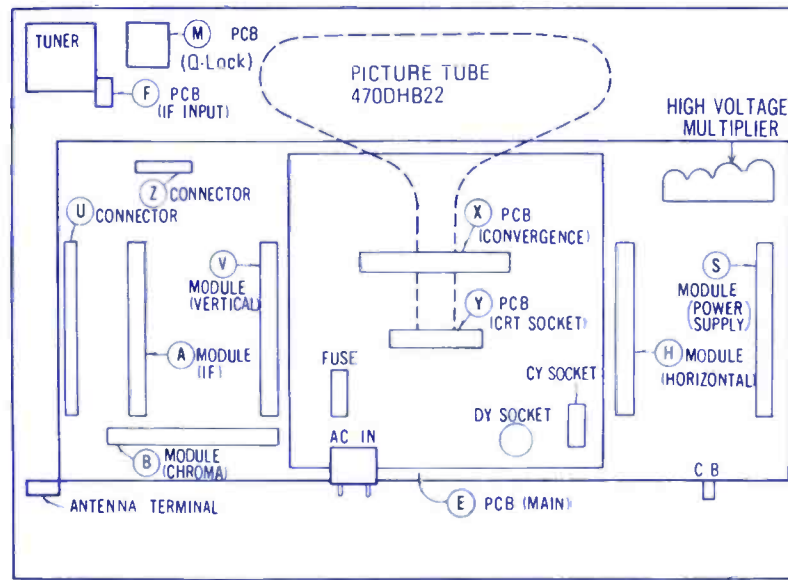 TUNER
M PCB
(Q-Lock)
F PCB
(IF INPUT)
PICTURE TUBE
470DHB22
HIGH VOLTAGE
MULTIPLIER
Z CONNECTOR
U CONNECTOR
X PCB
(CONVERGENCE)
V
MODULE
(VERTICAL)
S
MODULE
(POWER
SUPPLY)
Y PCB
(CRT SOCKET)
A MODULE
(IF)
FUSE
H MODULE
(HORIZONTAL)
CY SOCKET
DY SOCKET
AC IN
B MODULE
(CHROMA)
CB
ANTENNA TERMINAL
E PCB (MAIN)